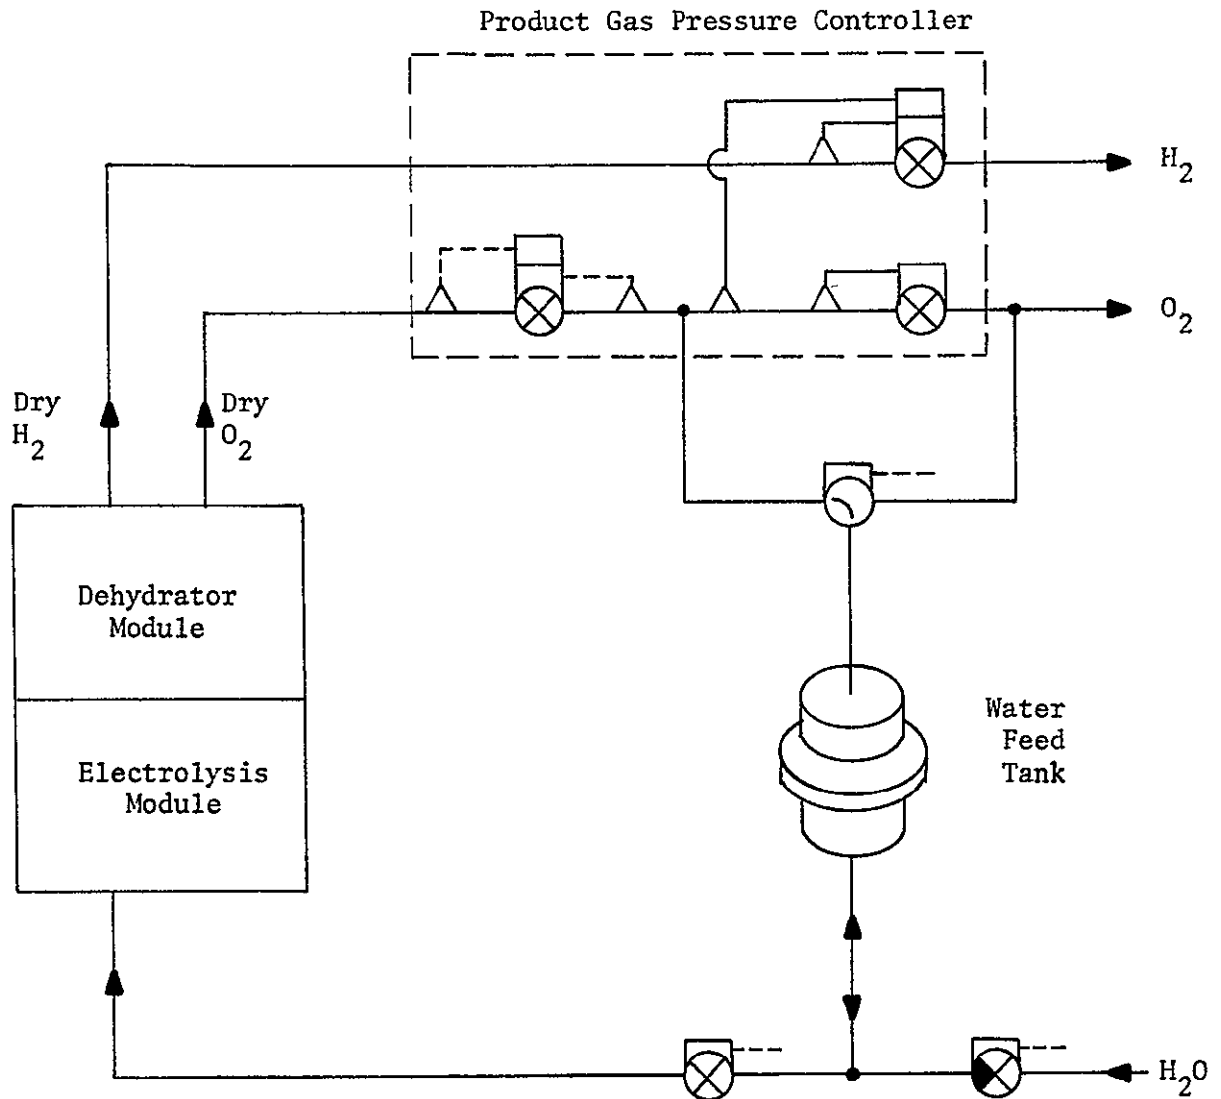 Product Gas Pressure Controller
H2
O2
Dry
H2
Dry
O2
Dehydrator
Module
Water
Feed
Tank
Electrolysis
Module
H2O